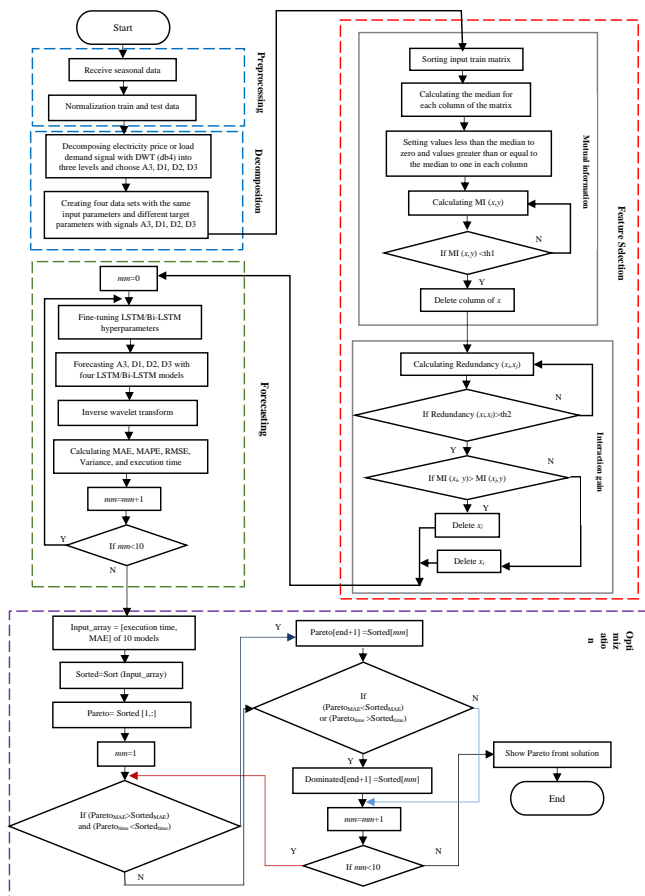 Start
Receive seasonal data
Normalization train and test data
Preprocessing
Decomposing electricity price or load
demand signal with DWT (db4) into
three levels and choose A3, D1, D2, D3
Creating four data sets with the same
input parameters and different target
parameters with signals A3, D1, D2, D3
Decomposition
Sorting input train matrix
Calculating the median for
each column of the matrix
Setting values less than the median to
zero and values greater than or equal to
the median to one in each column
Calculating MI (x,y)
N
If MI (x,y) <th1
Y
Delete column of x
Mutual information
Feature Selection
Calculating Redundancy (xi,xj)
N
If Redundancy (xi,xj)>th2
Y
N
If MI (xi, y)> MI (xj,y)
Y
Delete xj
Delete xi
Interaction gain
mm=0
Fine-tuning LSTM/Bi-LSTM
hyperparameters
Forecasting A3, D1, D2, D3 with
four LSTM/Bi-LSTM models
Inverse wavelet transform
Calculating MAE, MAPE, RMSE,
Variance, and execution time
mm=mm+1
Y
If mm<10
N
Forecasting
Input_array = [execution time,
MAE] of 10 models
Sorted=Sort (Input_array)
Pareto= Sorted [1,:]
mm=1
If (ParetoMAE>SortedMAE)
and (Paretotime<Sortedtime)
N
Y
Pareto[end+1] =Sorted[mm]
If
(ParetoMAE<SortedMAE)
or (Paretotime >Sortedtime)
N
Y
Dominated[end+1] =Sorted[mm]
mm=mm+1
Y
If mm<10
N
Show Pareto front solution
End
Opti
miz
atio
n